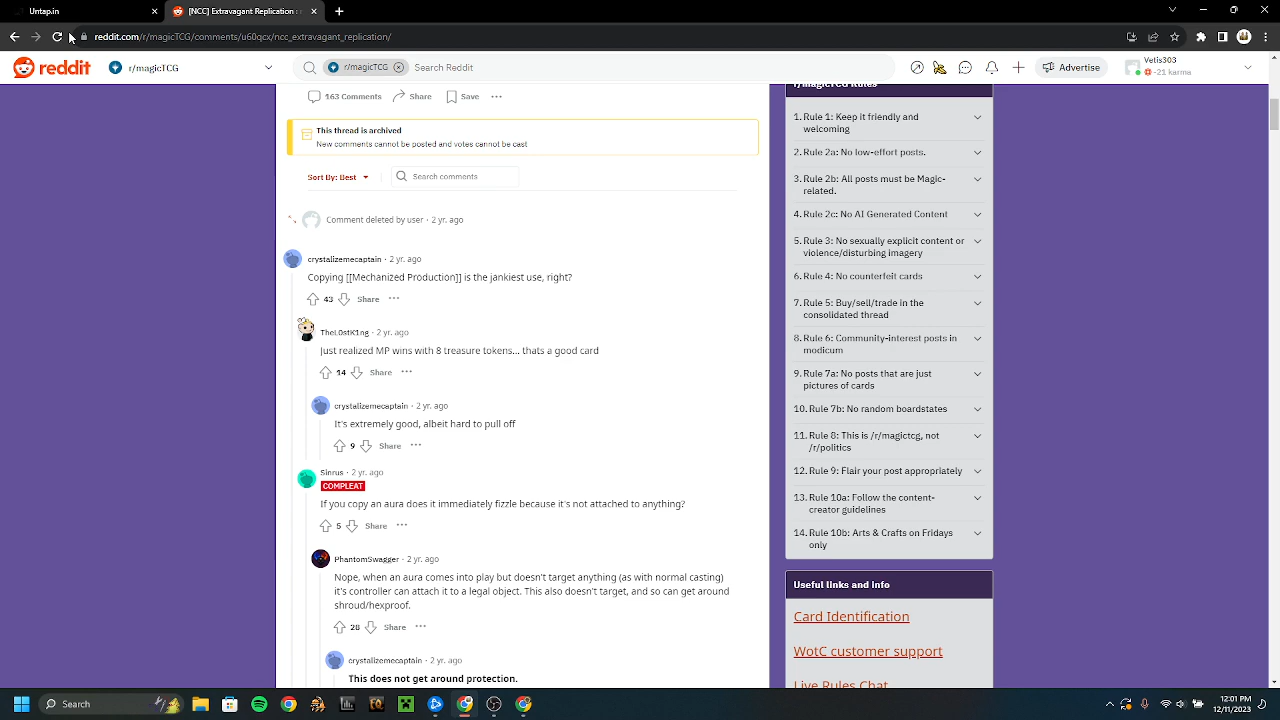 Untap.in
[NCC] Extravagant Replication :
reddit.com/r/magicTCG/comments/u60qcx/ncc_extravagant_replication/
reddit
r/magicTCG
r/magicTCG
Search Reddit
Advertise
Vetis303
-21 karma
163 Comments
Share
Save
This thread is archived
New comments cannot be posted and votes cannot be cast
Sort By: Best
Search comments
Comment deleted by user · 2 yr. ago
crystalizemecaptain · 2 yr. ago
Copying [[Mechanized Production]] is the jankiest use, right?
43
Share
TheL0stK1ng · 2 yr. ago
Just realized MP wins with 8 treasure tokens... thats a good card
14
Share
crystalizemecaptain · 2 yr. ago
It's extremely good, albeit hard to pull off
9
Share
Sinrus · 2 yr. ago
COMPLEAT
If you copy an aura does it immediately fizzle because it's not attached to anything?
5
Share
PhantomSwagger · 2 yr. ago
Nope, when an aura comes into play but doesn't target anything (as with normal casting)
it's controller can attach it to a legal object. This also doesn't target, and so can get around
shroud/hexproof.
28
Share
crystalizemecaptain · 2 yr. ago
This does not get around protection.
r/magicTCG Rules
1. Rule 1: Keep it friendly and
welcoming
2. Rule 2a: No low-effort posts.
3. Rule 2b: All posts must be Magic-
related.
4. Rule 2c: No AI Generated Content
5. Rule 3: No sexually explicit content or
violence/disturbing imagery
6. Rule 4: No counterfeit cards
7. Rule 5: Buy/sell/trade in the
consolidated thread
8. Rule 6: Community-interest posts in
modicum
9. Rule 7a: No posts that are just
pictures of cards
10. Rule 7b: No random boardstates
11. Rule 8: This is /r/magictcg, not
/r/politics
12. Rule 9: Flair your post appropriately
13. Rule 10a: Follow the content-
creator guidelines
14. Rule 10b: Arts & Crafts on Fridays
only
Useful links and info
Card Identification
WotC customer support
Live Rules Chat
Search
12:01 PM
12/11/2023